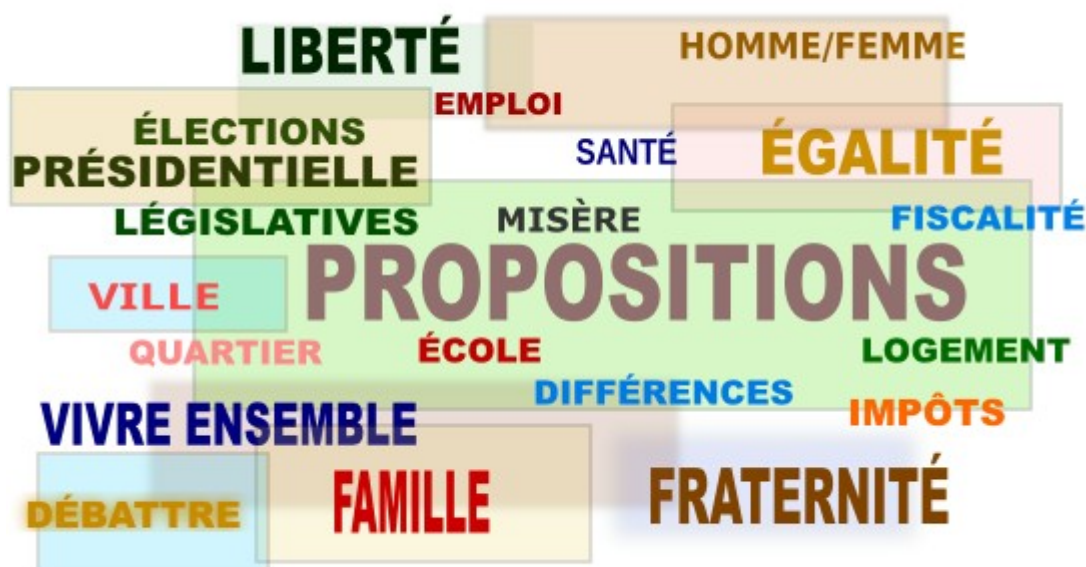 LIBERTÉ
HOMME/FEMME
EMPLOI
ÉLECTIONS
PRÉSIDENTIELLE
SANTÉ
ÉGALITÉ
LÉGISLATIVES
MISÈRE
FISCALITÉ
PROPOSITIONS
VILLE
QUARTIER
ÉCOLE
LOGEMENT
DIFFÉRENCES
IMPÔTS
VIVRE ENSEMBLE
FAMILLE
FRATERNITÉ
DÉBATTRE